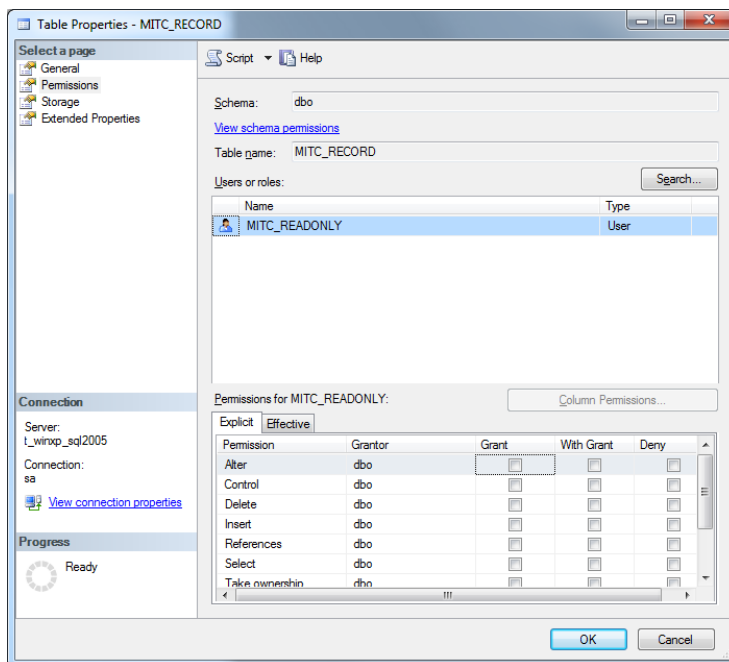 Table Properties - MITC_RECORD
Select a page
General
Permissions
Storage
Extended Properties
Script
Help
Schema: dbo
View schema permissions
Table name: MITC_RECORD
Users or roles:
Search...
Name Type
MITC_READONLY User
Permissions for MITC_READONLY:
Column Permissions...
Explicit Effective
Permission Grantor Grant With Grant Deny
Alter dbo
Control dbo
Delete dbo
Insert dbo
References dbo
Select dbo
Take ownership dbo
Connection
Server:
t_winxp_sql2005
Connection:
sa
View connection properties
Progress
Ready
OK Cancel